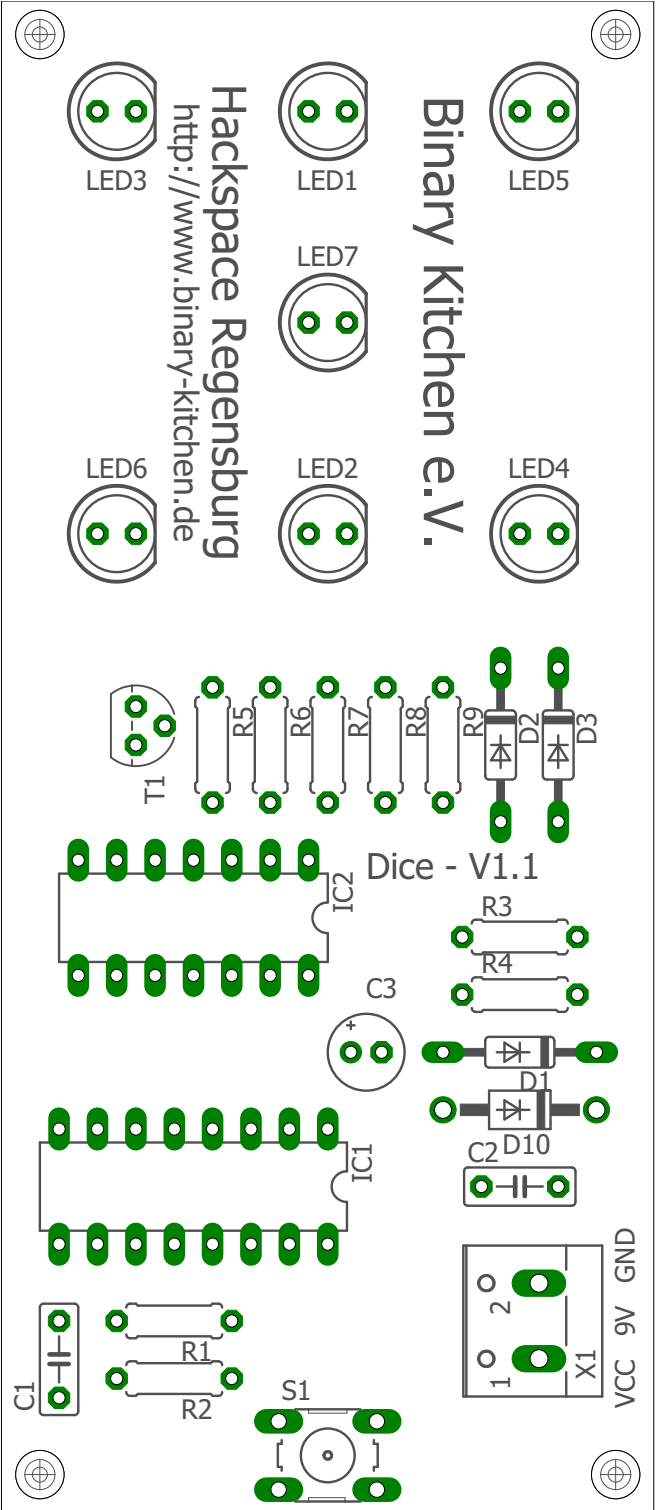 LED3
LED1
LED5
Hackspace Regensburg
http://www.binary-kitchen.de
Binary Kitchen e.V.
LED7
LED6
LED2
LED4
T1
R5
R6
R7
R8
R9
D2
D3
IC2
Dice - V1.1
R3
R4
C3
+
D1
D10
IC1
C2
C1
R1
R2
S1
2
1
X1
VCC 9V GND